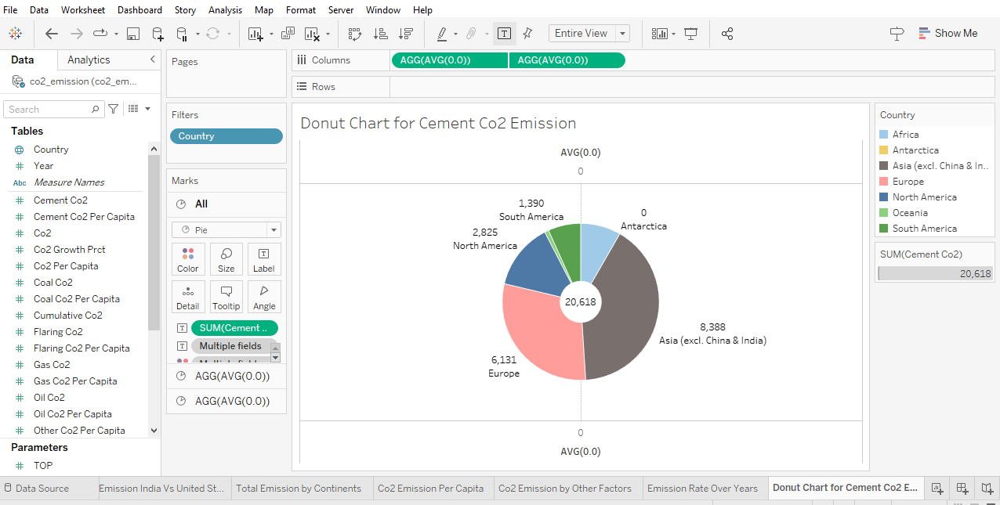 File Data Worksheet Dashboard Story Analysis Map Format Server Window Help
Entire View
Show Me
Data Analytics
co2_emission (co2_em...
Search
Tables
Country
Year
Abc Measure Names
Cement Co2
Cement Co2 Per Capita
Co2
Co2 Growth Prct
Co2 Per Capita
Coal Co2
Coal Co2 Per Capita
Cumulative Co2
Flaring Co2
Flaring Co2 Per Capita
Gas Co2
Gas Co2 Per Capita
Oil Co2
Oil Co2 Per Capita
Other Co2 Per Capita
Parameters
TOP
Pages
Filters
Country
Marks
All
Pie
Color Size Label
Detail Tooltip Angle
SUM(Cement ..
Multiple fields
AGG(AVG(0.0))
AGG(AVG(0.0))
Columns AGG(AVG(0.0)) AGG(AVG(0.0))
Rows
Donut Chart for Cement Co2 Emission
AVG(0.0)
0
1,390
South America
0
Antarctica
2,825
North America
20,618
8,388
Asia (excl. China & India)
6,131
Europe
0
AVG(0.0)
Country
Africa
Antarctica
Asia (excl. China & In..
Europe
North America
Oceania
South America
SUM(Cement Co2)
20,618
Data Source Emission India Vs United St... Total Emission by Continents Co2 Emission Per Capita Co2 Emission by Other Factors Emission Rate Over Years Donut Chart for Cement Co2 E...